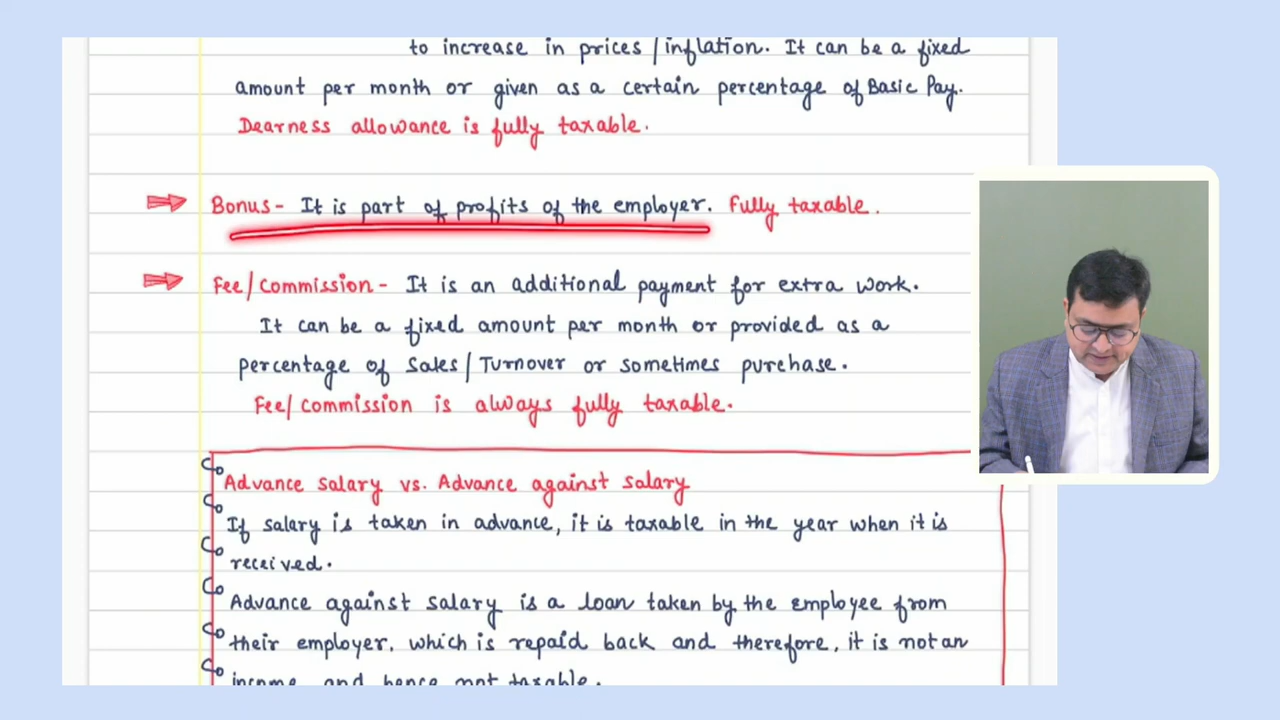 to increase in prices/inflation. It can be a fixed
amount per month or given as a certain percentage of Basic Pay.
Dearness allowance is fully taxable.
Bonus- It is part of profits of the employer. Fully taxable.
Fee/Commission- It is an additional payment for extra work.
It can be a fixed amount per month or provided as a
percentage of Sales/Turnover or sometimes purchase.
Fee/Commission is always fully taxable.
Advance Salary vs. Advance against salary
If salary is taken in advance, it is taxable in the year when it is
received.
Advance against salary is a loan taken by the employee from
their employer, which is repaid back and therefore, it is not an
income and hence not taxable.